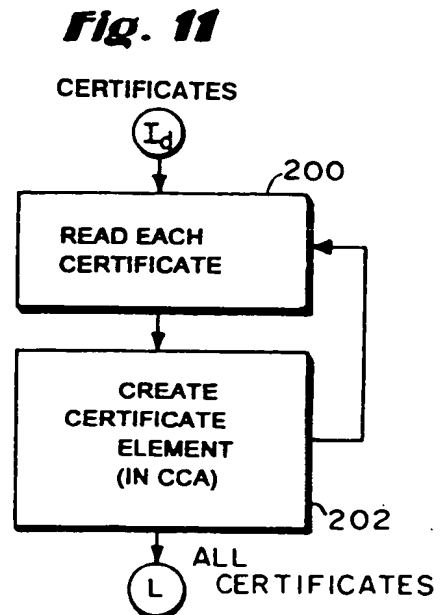 Fig. 11
CERTIFICATES
Id
200
READ EACH
CERTIFICATE
CREATE
CERTIFICATE
ELEMENT
(IN CCA)
202
ALL
CERTIFICATES
L